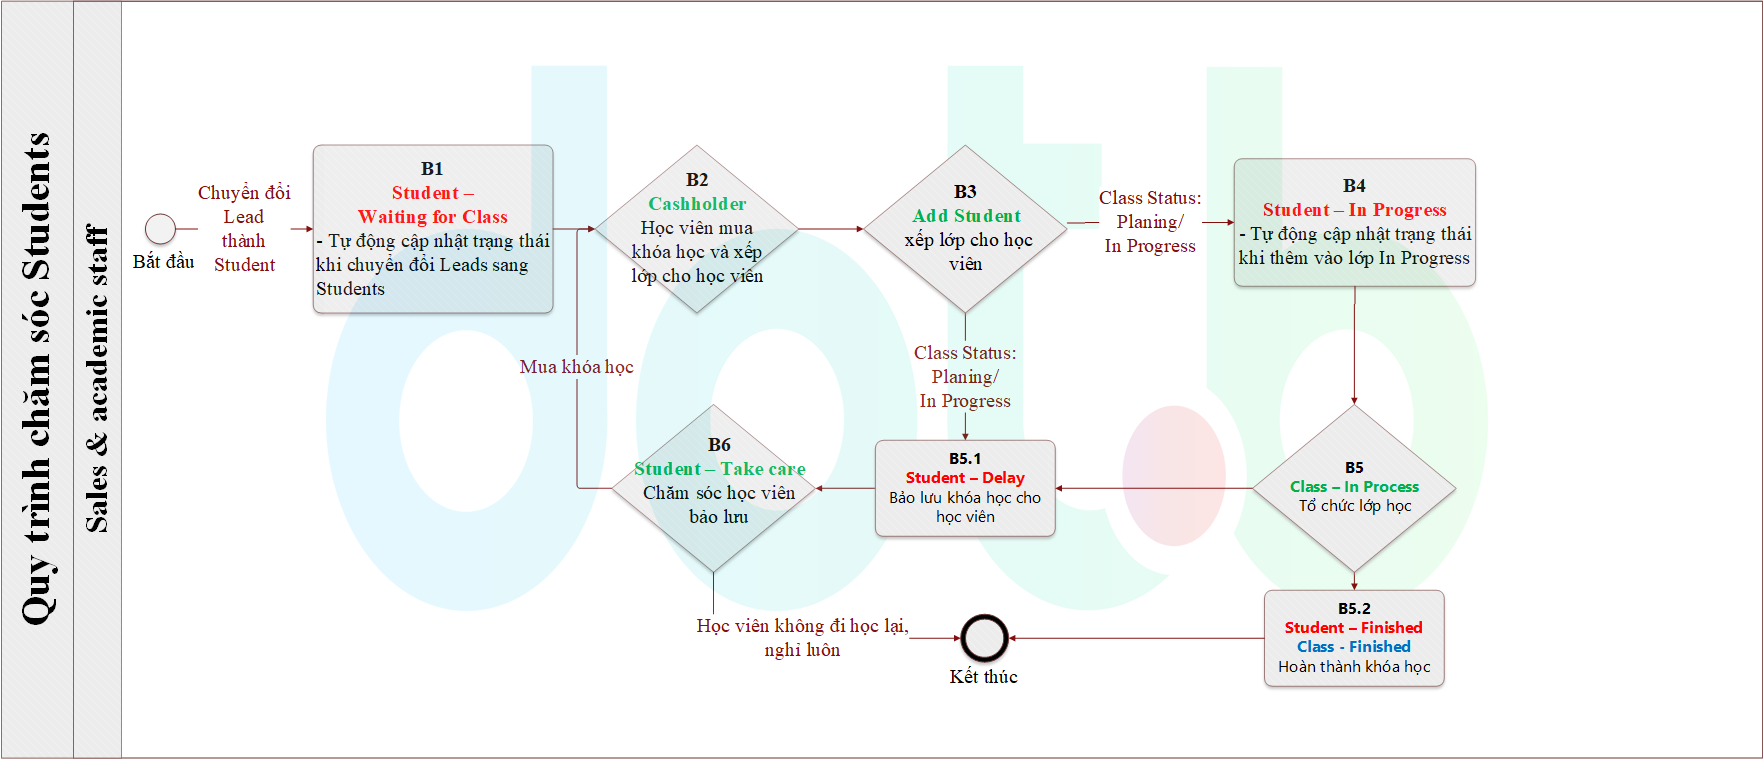 Quy trình chăm sóc Students
Sales & academic staff
Bắt đầu
Chuyển đổi
Lead
thành
Student
B1
Student –
Waiting for Class
- Tự động cập nhật trạng thái
khi chuyển đổi Leads sang
Students
B2
Cashholder
Học viên mua
khóa học và xếp
lớp cho học viên
B3
Add Student
xếp lớp cho học
viên
Class Status:
Planing/
In Progress
B4
Student – In Progress
- Tự động cập nhật trạng thái
khi thêm vào lớp In Progress
Mua khóa học
Class Status:
Planing/
In Progress
B6
Student – Take care
Chăm sóc học viên
bảo lưu
B5.1
Student – Delay
Bảo lưu khóa học cho
học viên
B5
Class – In Process
Tổ chức lớp học
B5.2
Student – Finished
Class - Finished
Hoàn thành khóa học
Học viên không đi học lại,
nghỉ luôn
Kết thúc
dotb